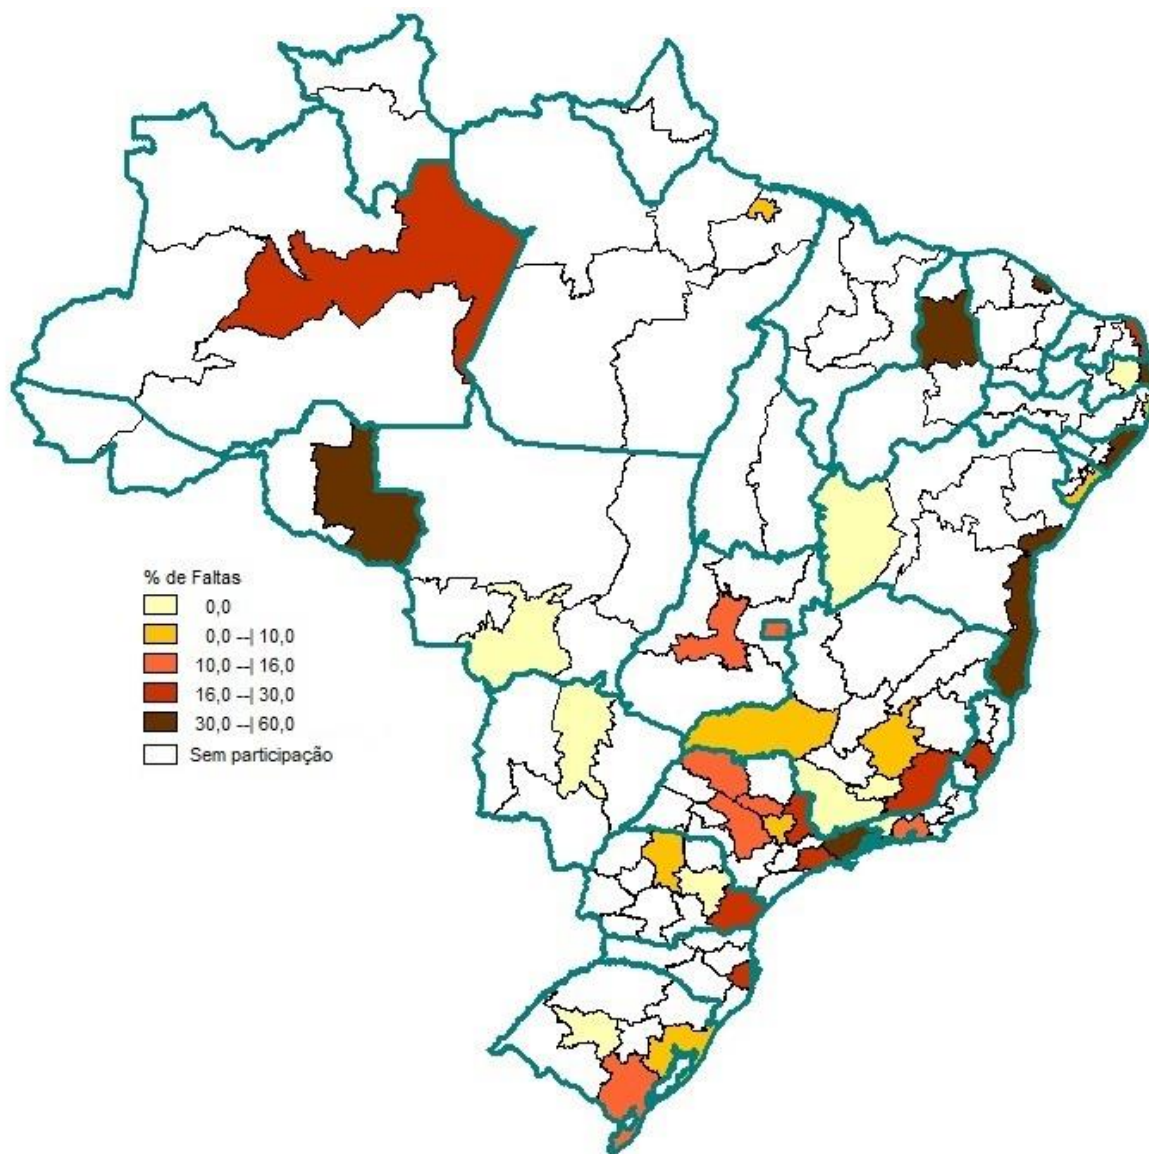 % de Faltas
0,0
0,0 --| 10,0
10,0 --| 16,0
16,0 --| 30,0
30,0 --| 60,0
Sem participação